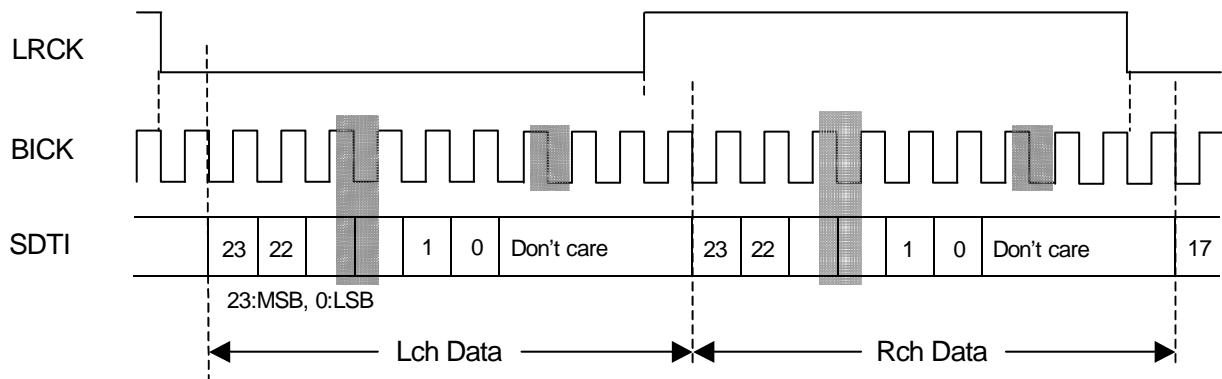 LRCK
BICK
SDTI
23 22 1 0 Don't care 23 22 1 0 Don't care 17
23:MSB, 0:LSB
Lch Data Rch Data